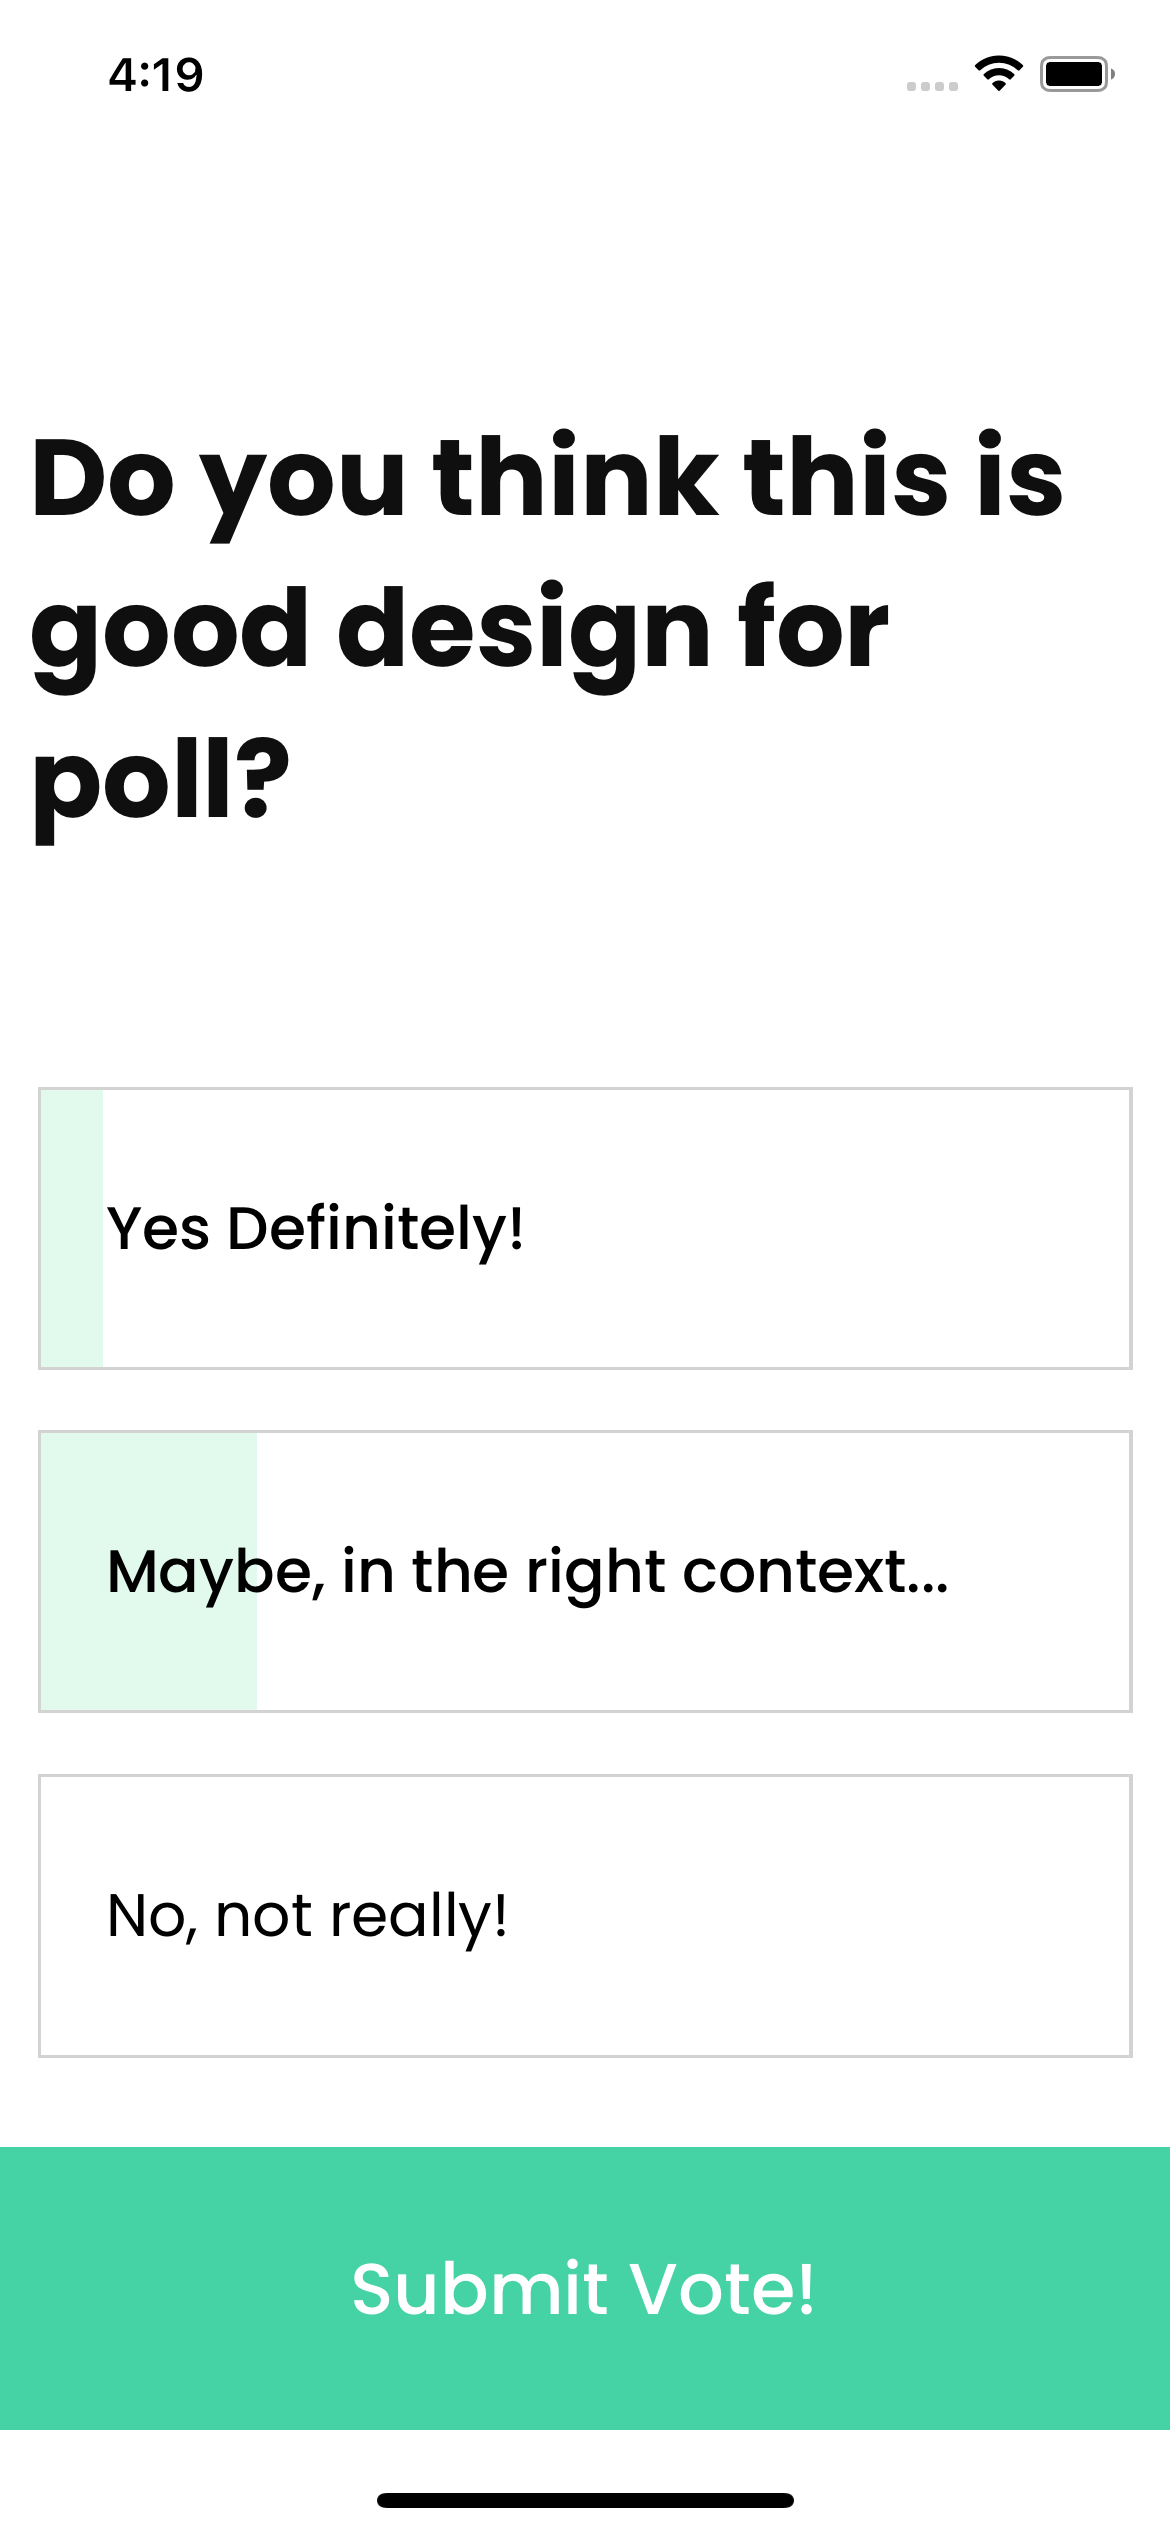 4:19
Do you think this is
good design for
poll?
Yes Definitely!
Maybe, in the right context...
No, not really!
Submit Vote!